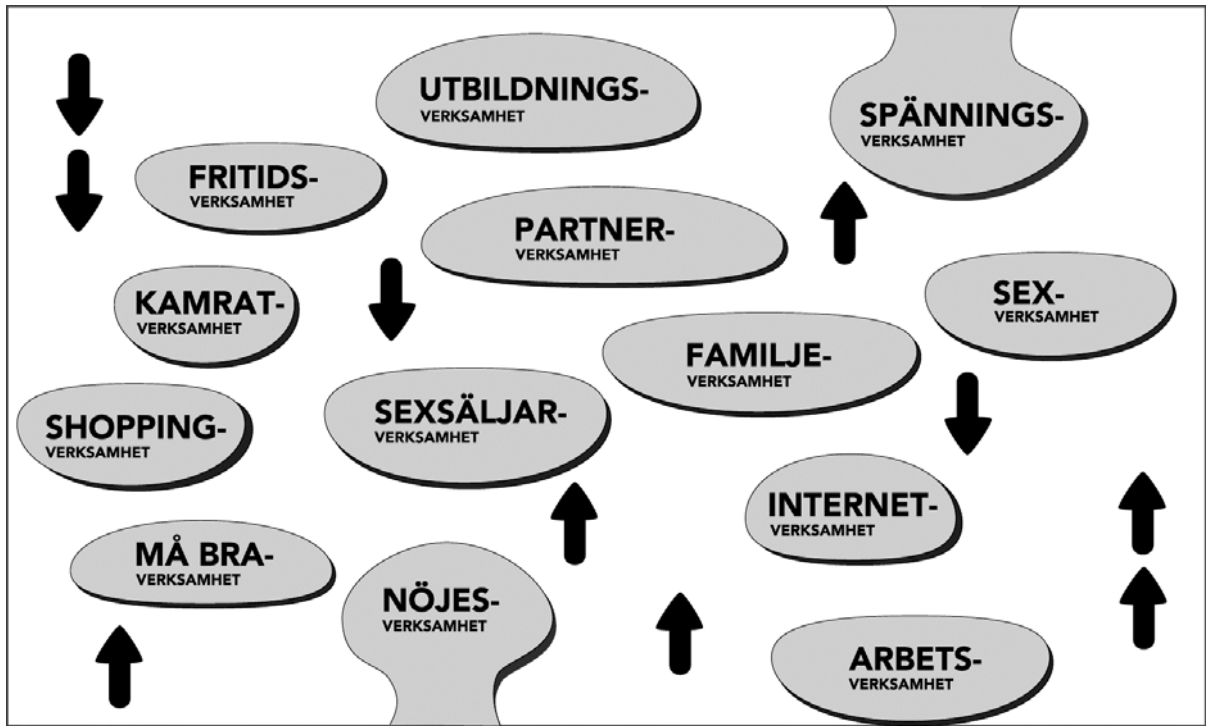 UTBILDNINGS-
VERKSAMHET
SPÄNNINGS-
VERKSAMHET
FRITIDS-
VERKSAMHET
PARTNER-
VERKSAMHET
KAMRAT-
VERKSAMHET
SEX-
VERKSAMHET
FAMILJE-
VERKSAMHET
SHOPPING-
VERKSAMHET
SEXSÄLJAR-
VERKSAMHET
INTERNET-
VERKSAMHET
MÅ BRA-
VERKSAMHET
NÖJES-
VERKSAMHET
ARBETS-
VERKSAMHET